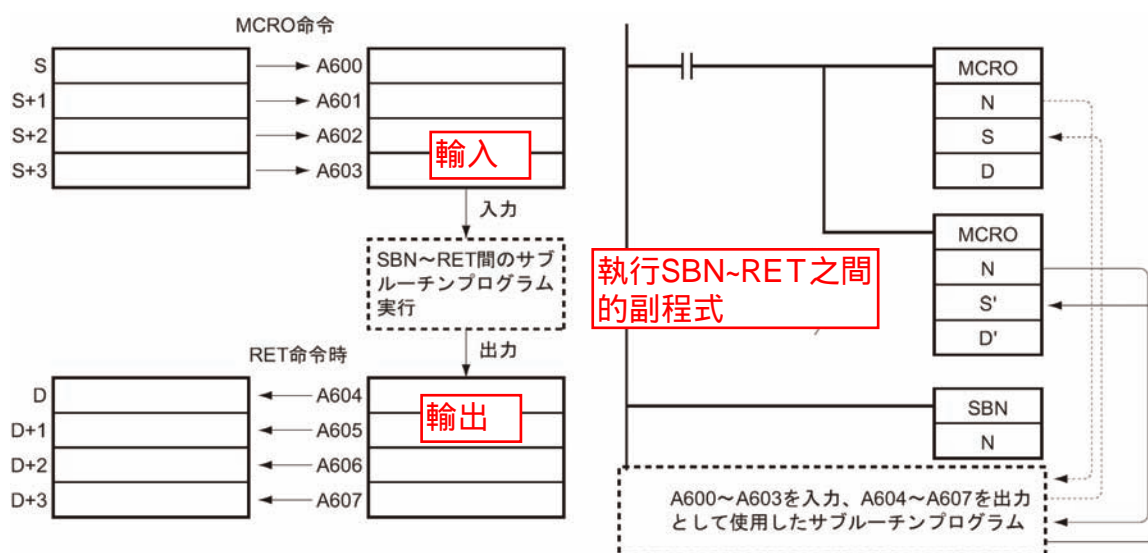 MCRO命令
S
A600
S+1
A601
S+2
A602
S+3
A603
輸入
入力
SBN～RET間のサブ
ルーチンプログラム
実行
出力
RET命令時
D
A604
D+1
A605
D+2
A606
D+3
A607
輸出
MCRO
N
S
D
MCRO
N
S'
D'
執行SBN~RET之間
的副程式
SBN
N
A600～A603を入力、A604～A607を出力
として使用したサブルーチンプログラム